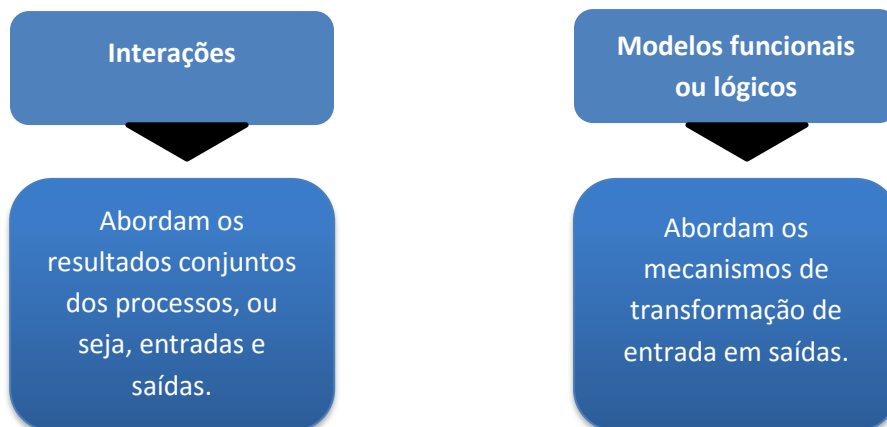 Interações
Abordam os
resultados conjuntos
dos processos, ou
seja, entradas e
saídas.
Modelos funcionais
ou lógicos
Abordam os
mecanismos de
transformação de
entrada em saídas.